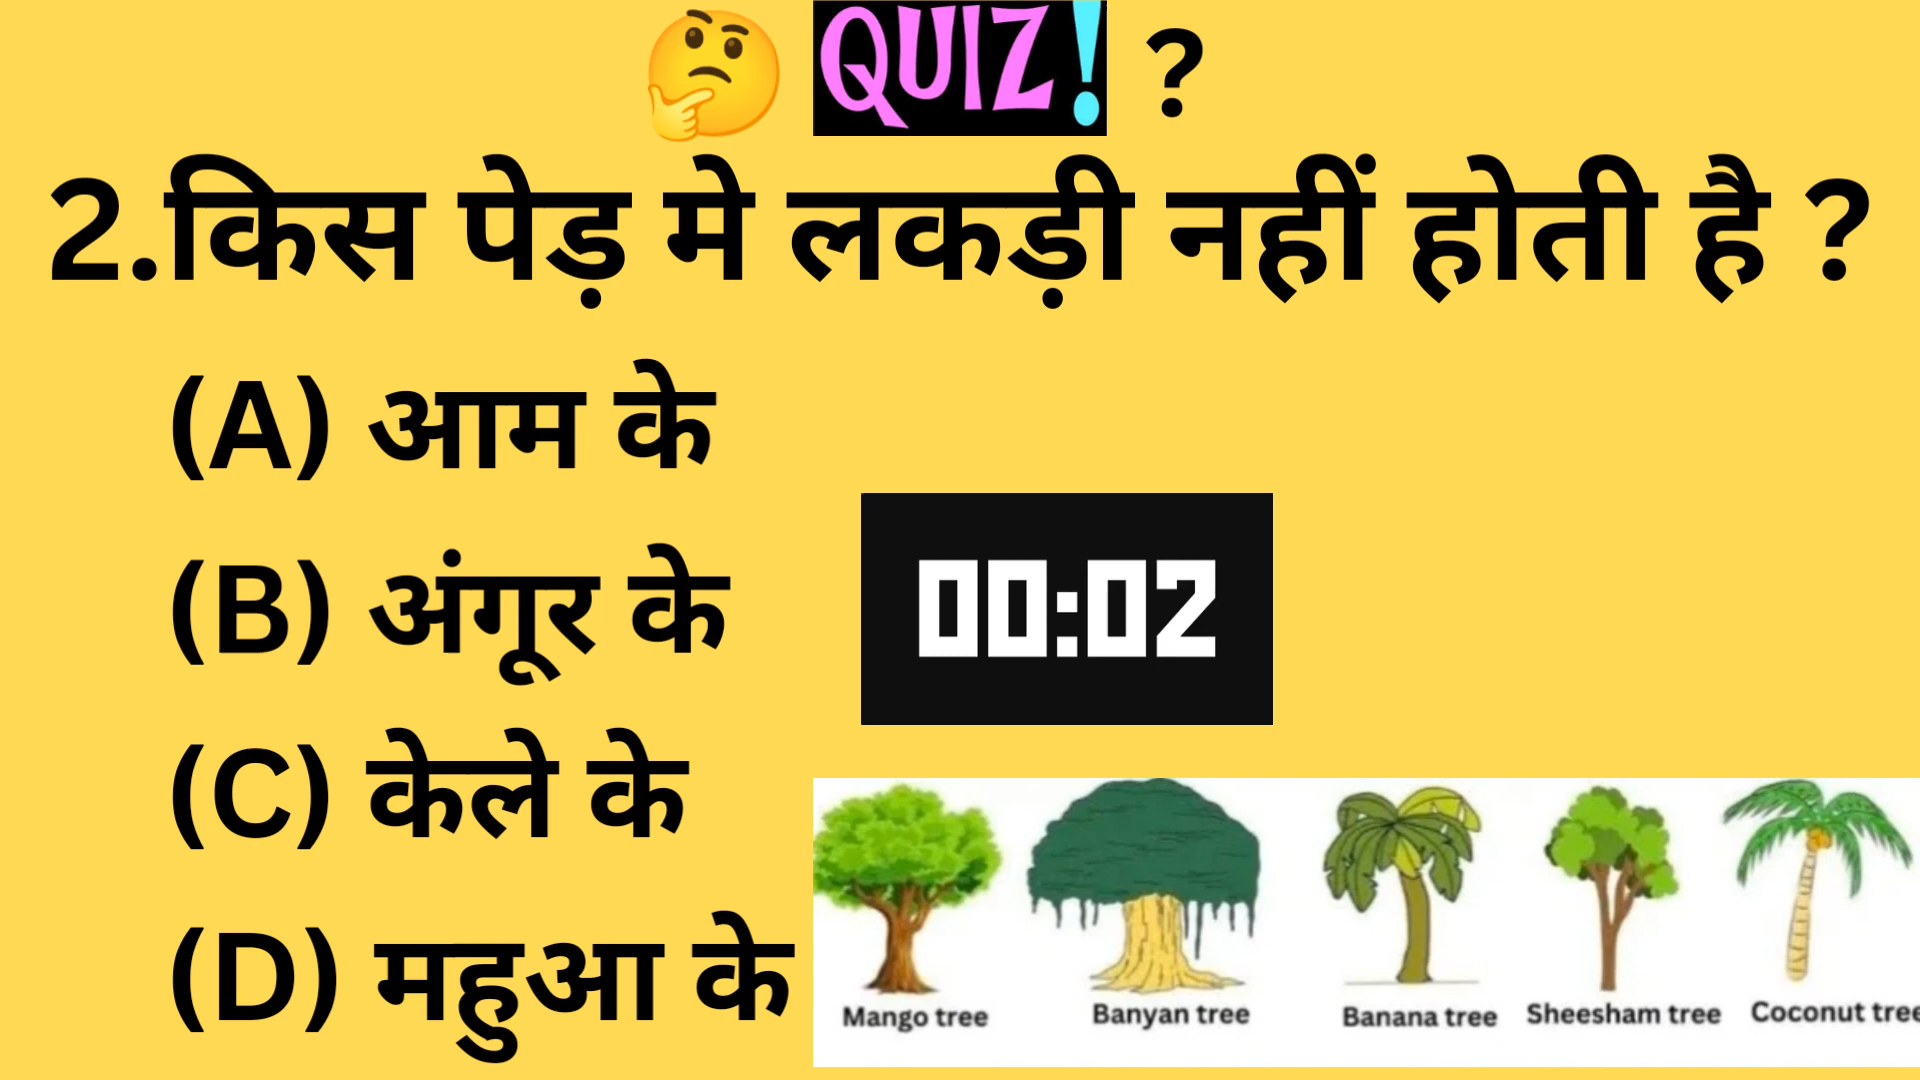 QUIZ! ?
2.किस पेड़ मे लकड़ी नहीं होती है ?
(A) आम के
(B) अंगूर के
00:02
(C) केले के
(D) महुआ के
Mango tree Banyan tree Banana tree Sheesham tree Coconut tree